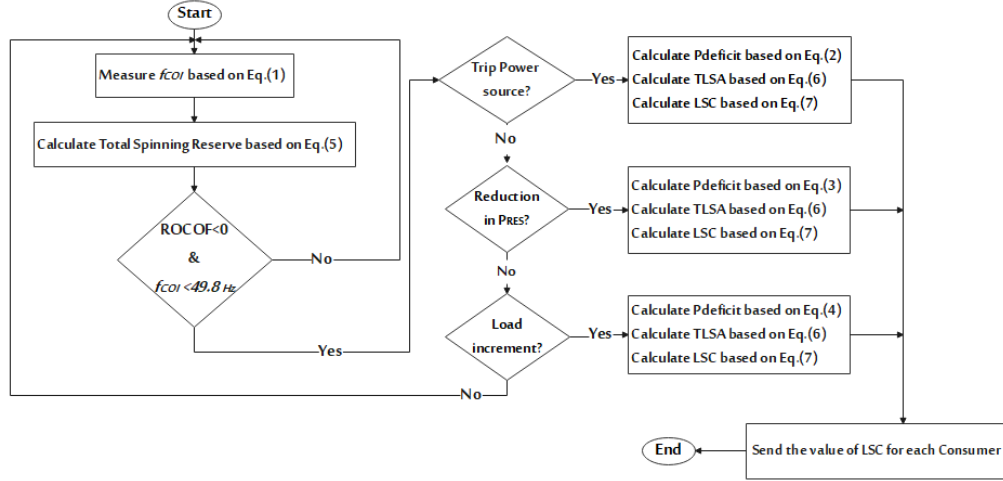 Start
Measure fCOI based on Eq.(1)
Calculate Total Spinning Reserve based on Eq.(5)
ROCOF<0
&
fCOI <49.8 Hz
No
Yes
Trip Power
source?
Yes
Calculate Pdeficit based on Eq.(2)
Calculate TLSA based on Eq.(6)
Calculate LSC based on Eq.(7)
No
Reduction
in PRES?
Yes
Calculate Pdeficit based on Eq.(3)
Calculate TLSA based on Eq.(6)
Calculate LSC based on Eq.(7)
No
Load
increment?
Yes
Calculate Pdeficit based on Eq.(4)
Calculate TLSA based on Eq.(6)
Calculate LSC based on Eq.(7)
No
Send the value of LSC for each Consumer
End